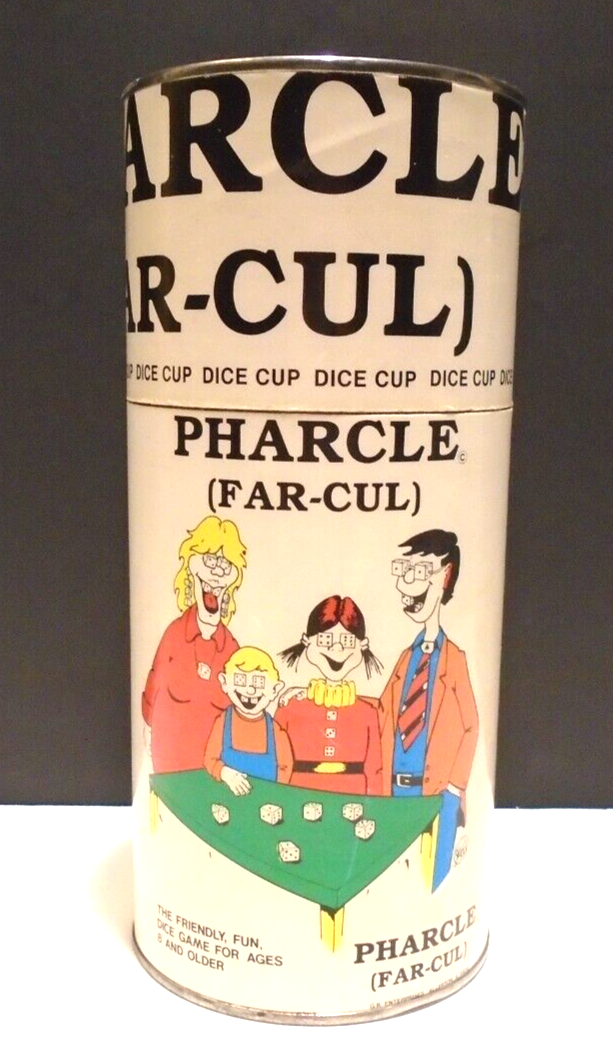 ARCLE
AR-CUL)
DICE CUP DICE CUP DICE CUP DICE CUP
PHARCLE©
(FAR-CUL)
THE FRIENDLY, FUN,
DICE GAME FOR AGES
8 AND OLDER
PHARCLE
(FAR-CUL)